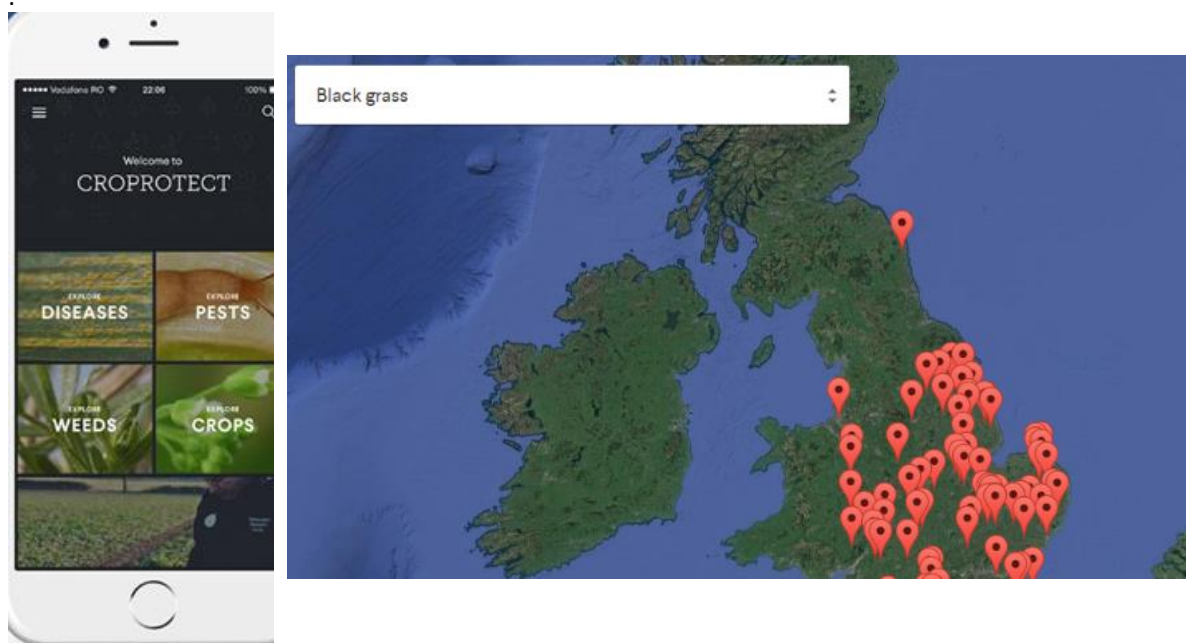 Vodafone RO 22:06 100%
Welcome to
CROPROTECT
EXPLORE EXPLORE
DISEASES PESTS
EXPLORE EXPLORE
WEEDS CROPS
Black grass